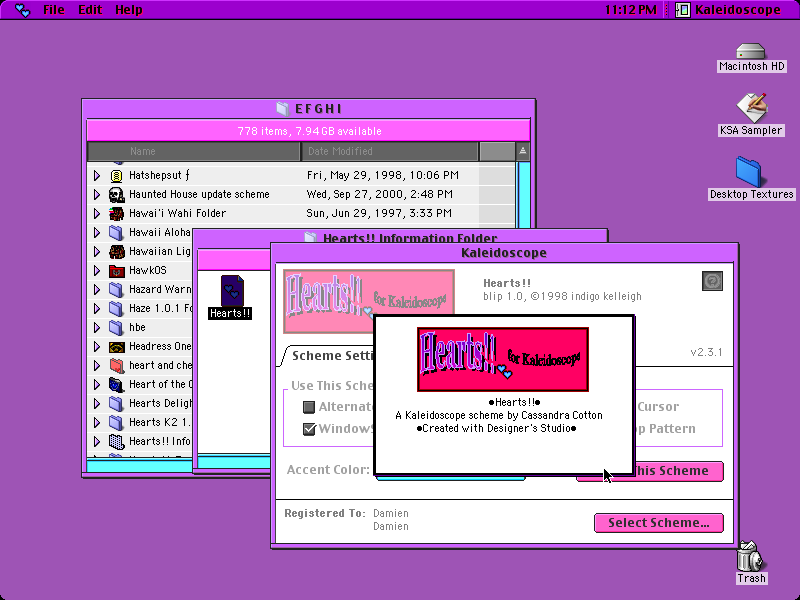 File Edit Help
11:12 PM Kaleidoscope
Macintosh HD
KSA Sampler
Desktop Textures
Trash
E F G H I
778 items, 7.94 GB available
Name Date Modified
Hatshepsut ƒ Fri, May 29, 1998, 10:06 PM
Haunted House update scheme Wed, Sep 27, 2000, 2:48 PM
Hawai'i Wahi Folder Sun, Jun 29, 1997, 3:33 PM
Hawaii Aloha
Hawaiian Lig
HawkOS
Hazard Warn
Haze 1.0.1 Fo
hbe
Headress One
heart and che
Heart of the O
Hearts Deligh
Hearts K2 1.
Hearts!! Info
Hearts!! Information Folder
Hearts!!
Kaleidoscope
Hearts!! for Kaleidoscope
Hearts!!
blip 1.0, ©1998 indigo kelleigh
v2.3.1
Scheme Setti
Use This Sche
Alternat
Cursor
WindowS
op Pattern
Accent Color:
This Scheme
Registered To: Damien
Damien
Select Scheme...
Hearts!! for Kaleidoscope
•Hearts!!•
A Kaleidoscope scheme by Cassandra Cotton
•Created with Designer's Studio•